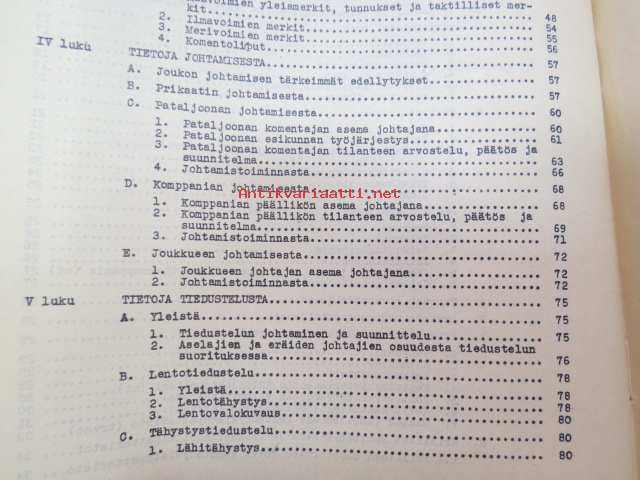 Maavoimien yleismerkit, tunnukset ja taktilliset mer-
kit. 48
2. Ilmavoimien merkit 54
3. Merivoimien merkit 55
4. Komentoliput 56
IV luku TIETOJA JOHTAMISESTA 57
A. Joukon johtamisen tärkeimmät edellytykset 57
B. Prikaatin johtamisesta 57
C. Pataljoonan johtamisesta 60
1. Pataljoonan komentajan asema johtajana 60
2. Pataljoonan esikunnan työjärjestys 61
3. Pataljoonan komentajan tilanteen arvostelu, päätös ja
suunnitelma 63
4. Johtamistoiminnasta 66
D. Komppanian johtamisesta 68
Antikvariaatti.net
1. Komppanian päällikön asema johtajana 68
2. Komppanian päällikön tilanteen arvostelu, päätös ja
suunnitelma 69
3. Johtamistoiminnasta 71
E. Joukkueen johtamisesta 72
1. Joukkueen johtajan asema johtajana 72
2. Johtamistoiminnasta 72
V luku TIETOJA TIEDUSTELUSTA 75
A. Yleistä 75
1. Tiedustelun johtaminen ja suunnittelu 75
2. Aselajien ja eräiden johtajien osuudesta tiedustelun
suorituksessa 76
B. Lentotiedustelu 78
1. Yleistä 78
2. Lentotähystys 78
3. Lentovalokuvaus 80
C. Tähystystiedustelu 80
1. Lähitähystys 80